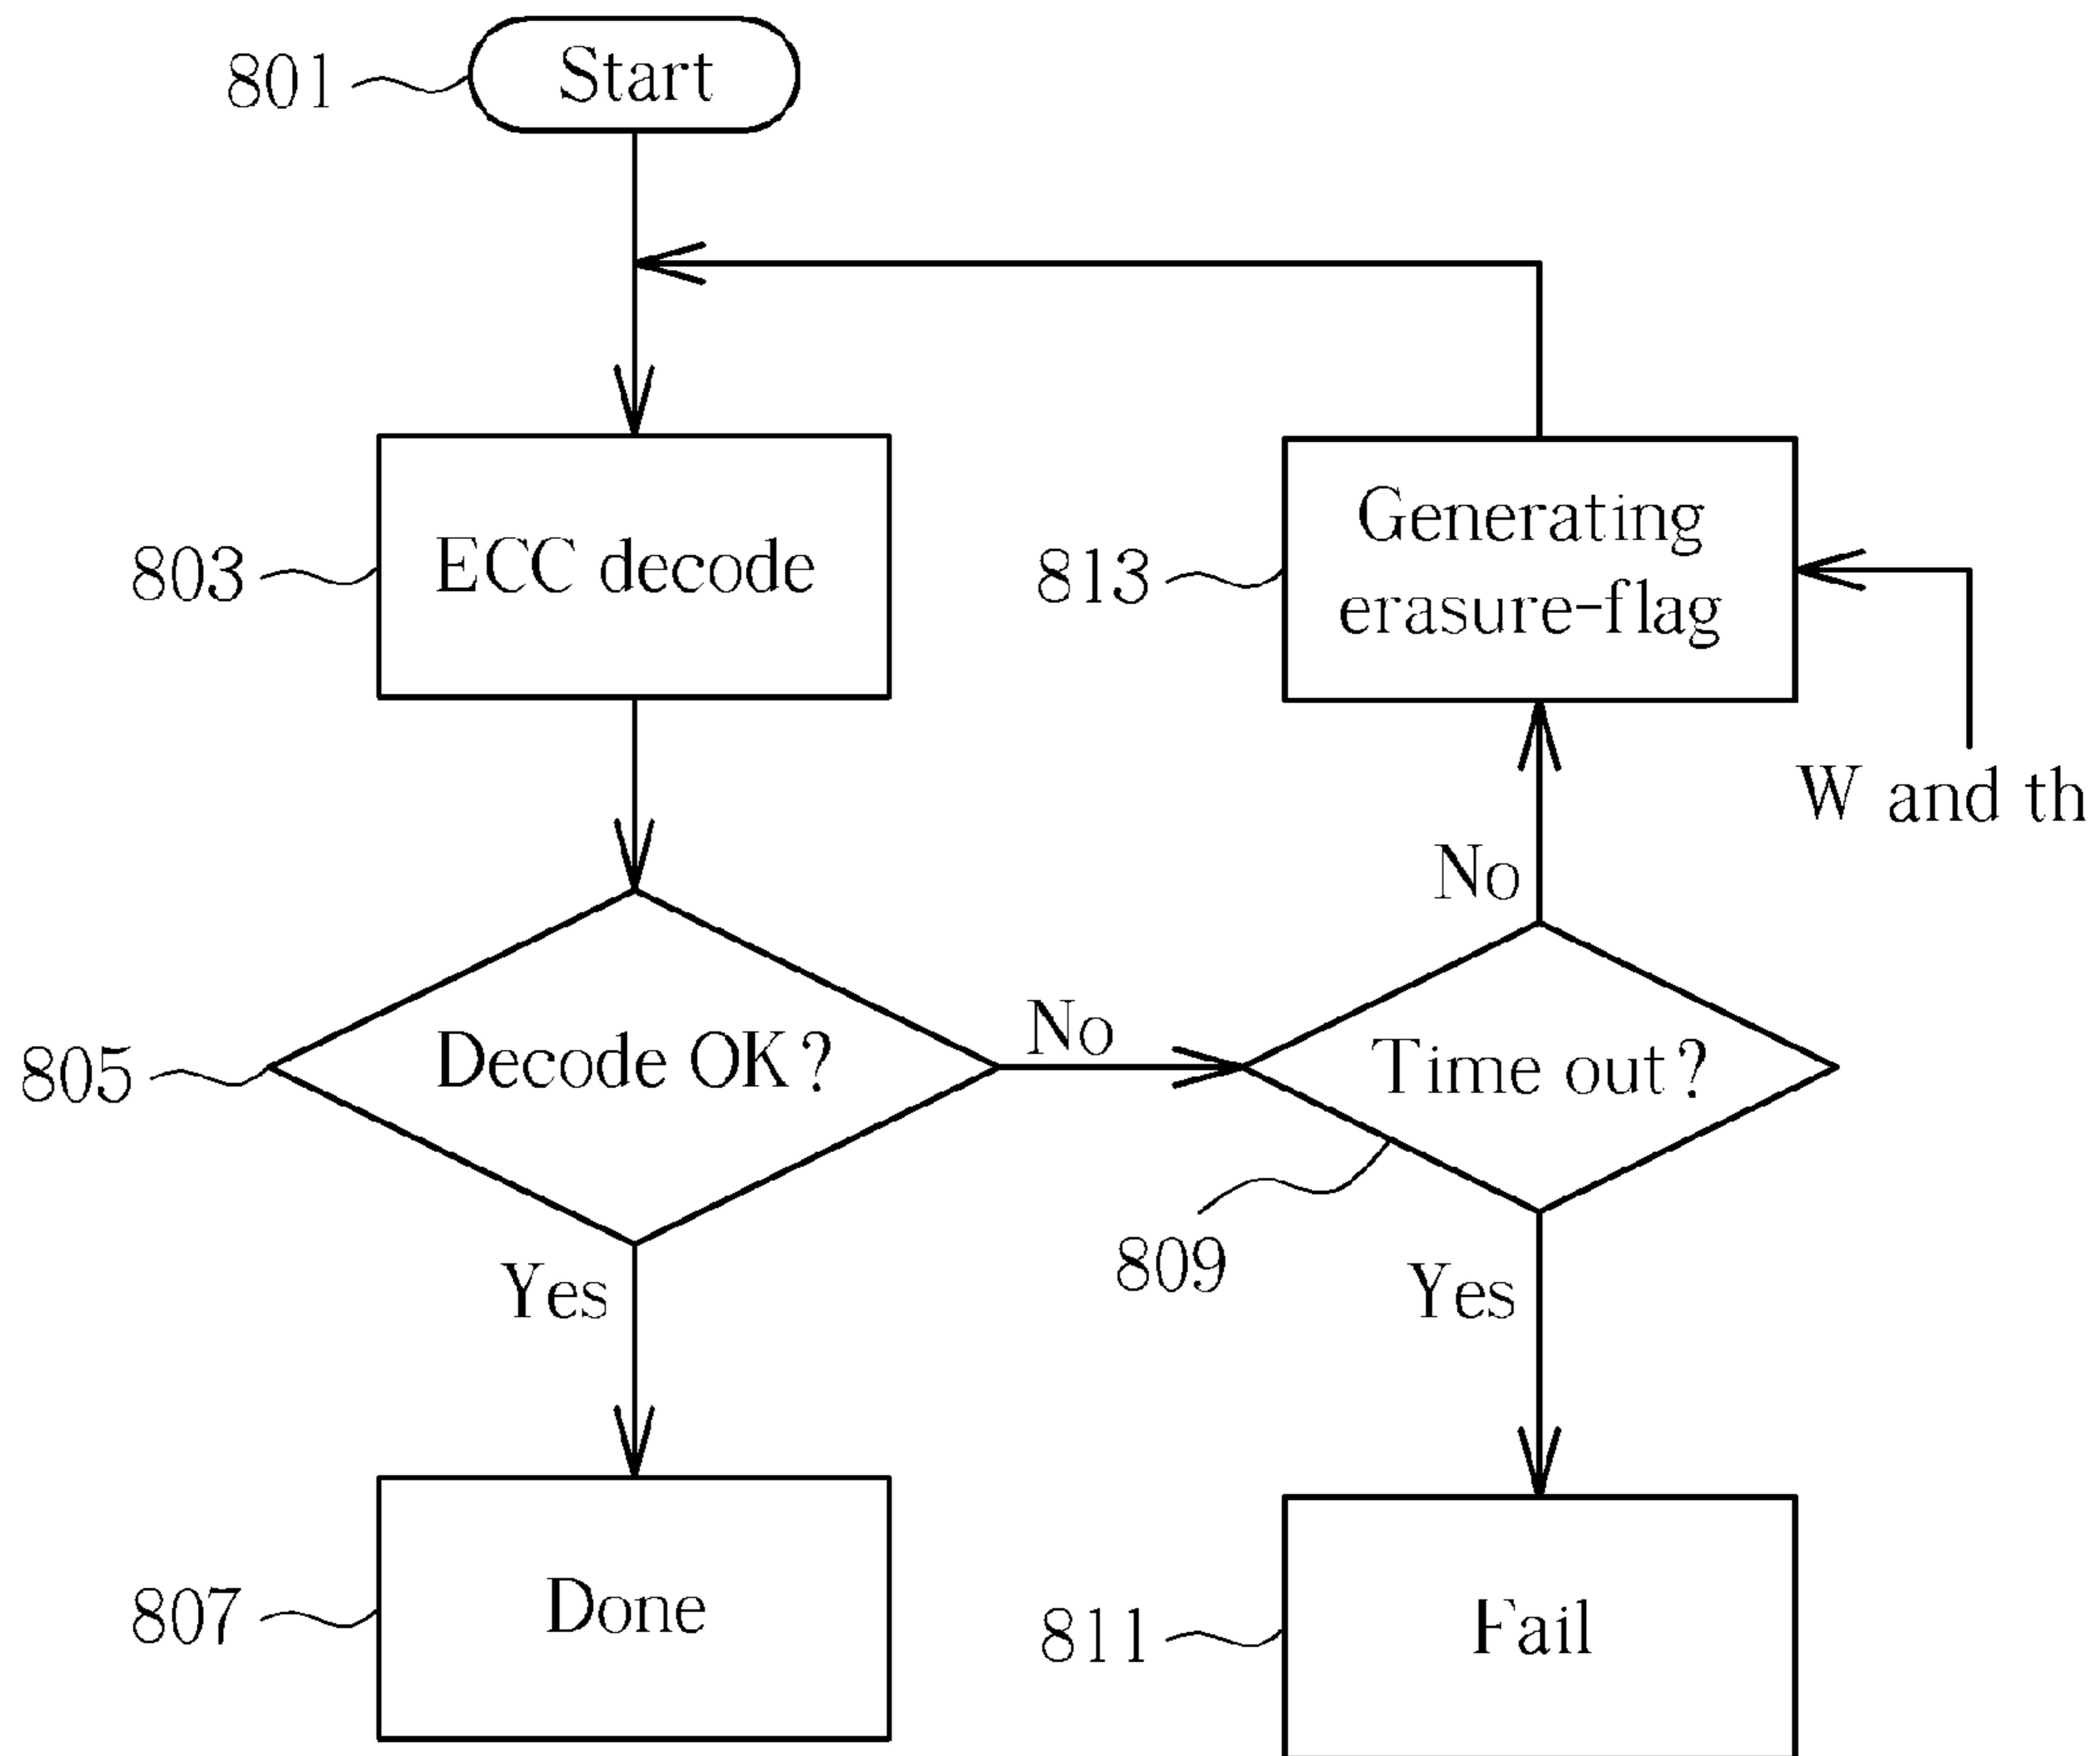 801
Start
803
ECC decode
813
Generating
erasure-flag
W and th
No
805
Decode OK?
No
Time out?
809
Yes
Yes
807
Done
811
Fail